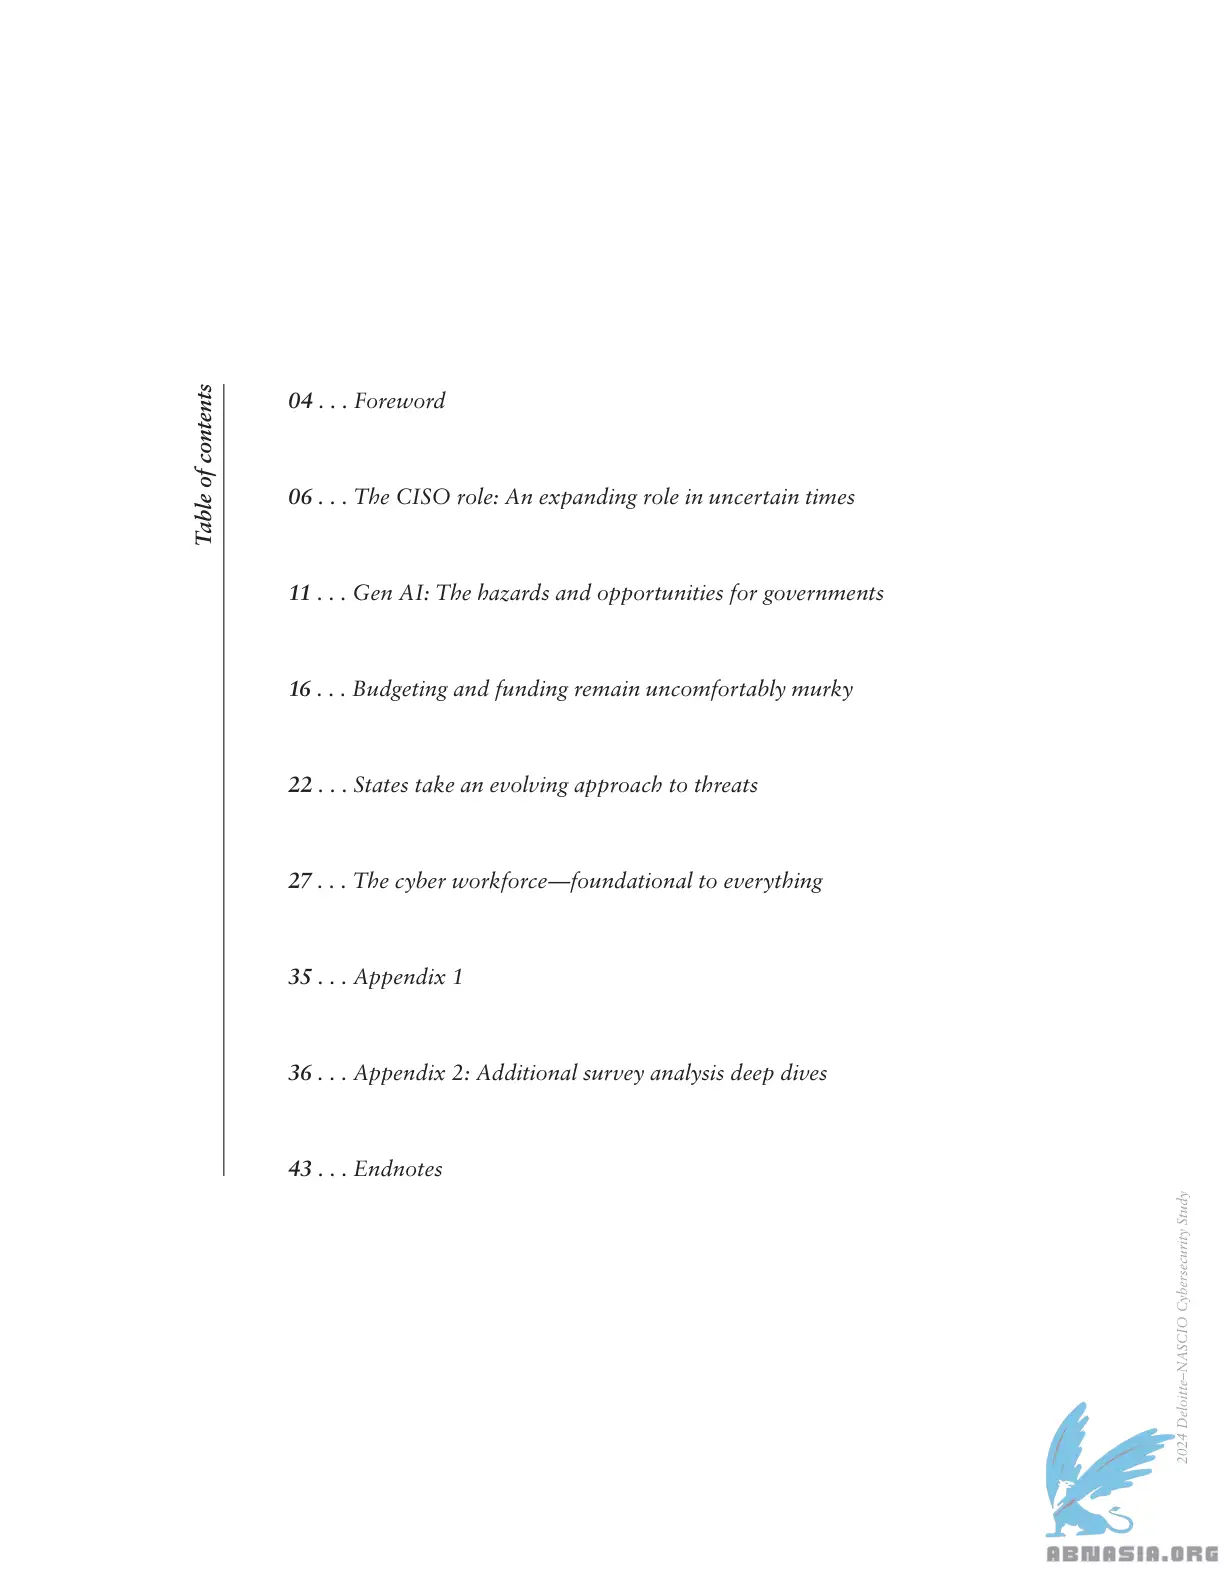 Table of contents
04 . . . Foreword
06 . . . The CISO role: An expanding role in uncertain times
11 . . . Gen AI: The hazards and opportunities for governments
16 . . . Budgeting and funding remain uncomfortably murky
22 . . . States take an evolving approach to threats
27 . . . The cyber workforce—foundational to everything
35 . . . Appendix 1
36 . . . Appendix 2: Additional survey analysis deep dives
43 . . . Endnotes
2024 Deloitte–NASCIO Cybersecurity Study
ABNASIA.ORG